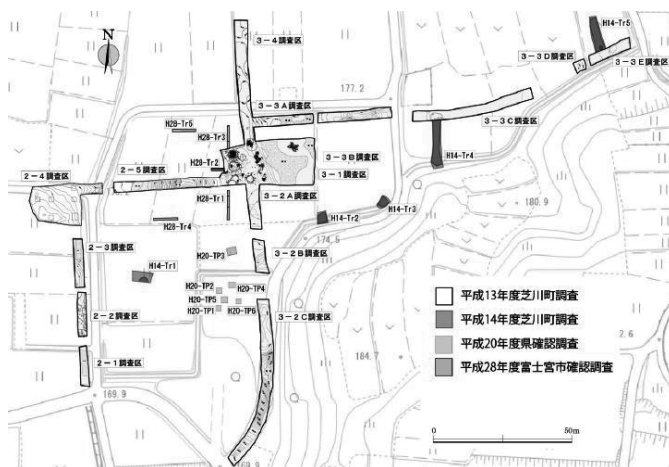 N
3-4調査区
H14-Tr5
3-3D調査区
3-3E調査区
177.2
3-3A調査区
H28-Tr5
H28-Tr3
3-3C調査区
H28-Tr2
3-3B調査区
3-1調査区
H14-Tr4
2-4調査区
2-5調査区
3-2A調査区
H28-Tr1
H14-Tr3
180.9
H14-Tr2
H28-Tr4
174.5
2-3調査区
H20-TP3
3-2B調査区
H14-Tr1
H20-TP2
H20-TP4
H20-TP5
H20-TP1
H20-TP6
2-2調査区
3-2C調査区
平成13年度芝川町調査
平成14年度芝川町調査
平成20年度県確認調査
平成28年度富士宮市確認調査
2.6
184.7
2-1調査区
169.9
0
50m